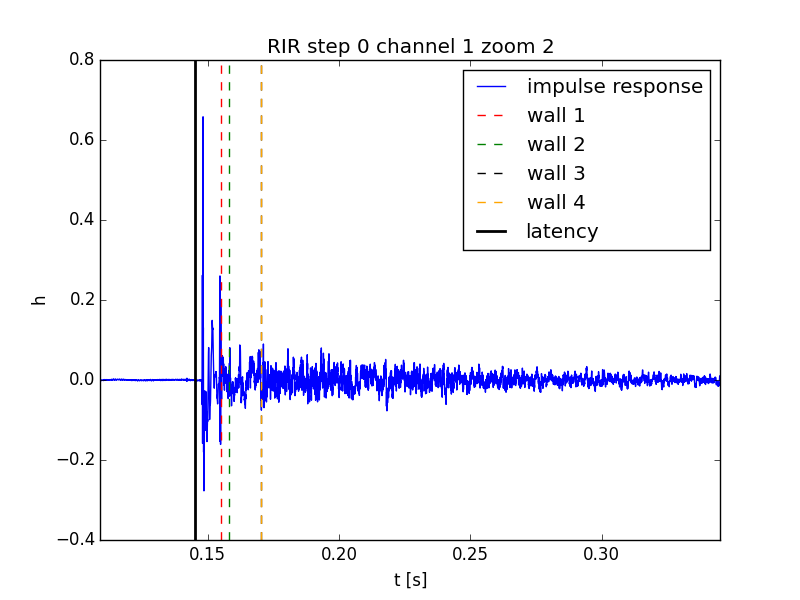 RIR step 0 channel 1 zoom 2
0.8
0.6
0.4
0.2
0.0
−0.2
−0.4
h
0.15
0.20
0.25
0.30
t [s]
impulse response
wall 1
wall 2
wall 3
wall 4
latency